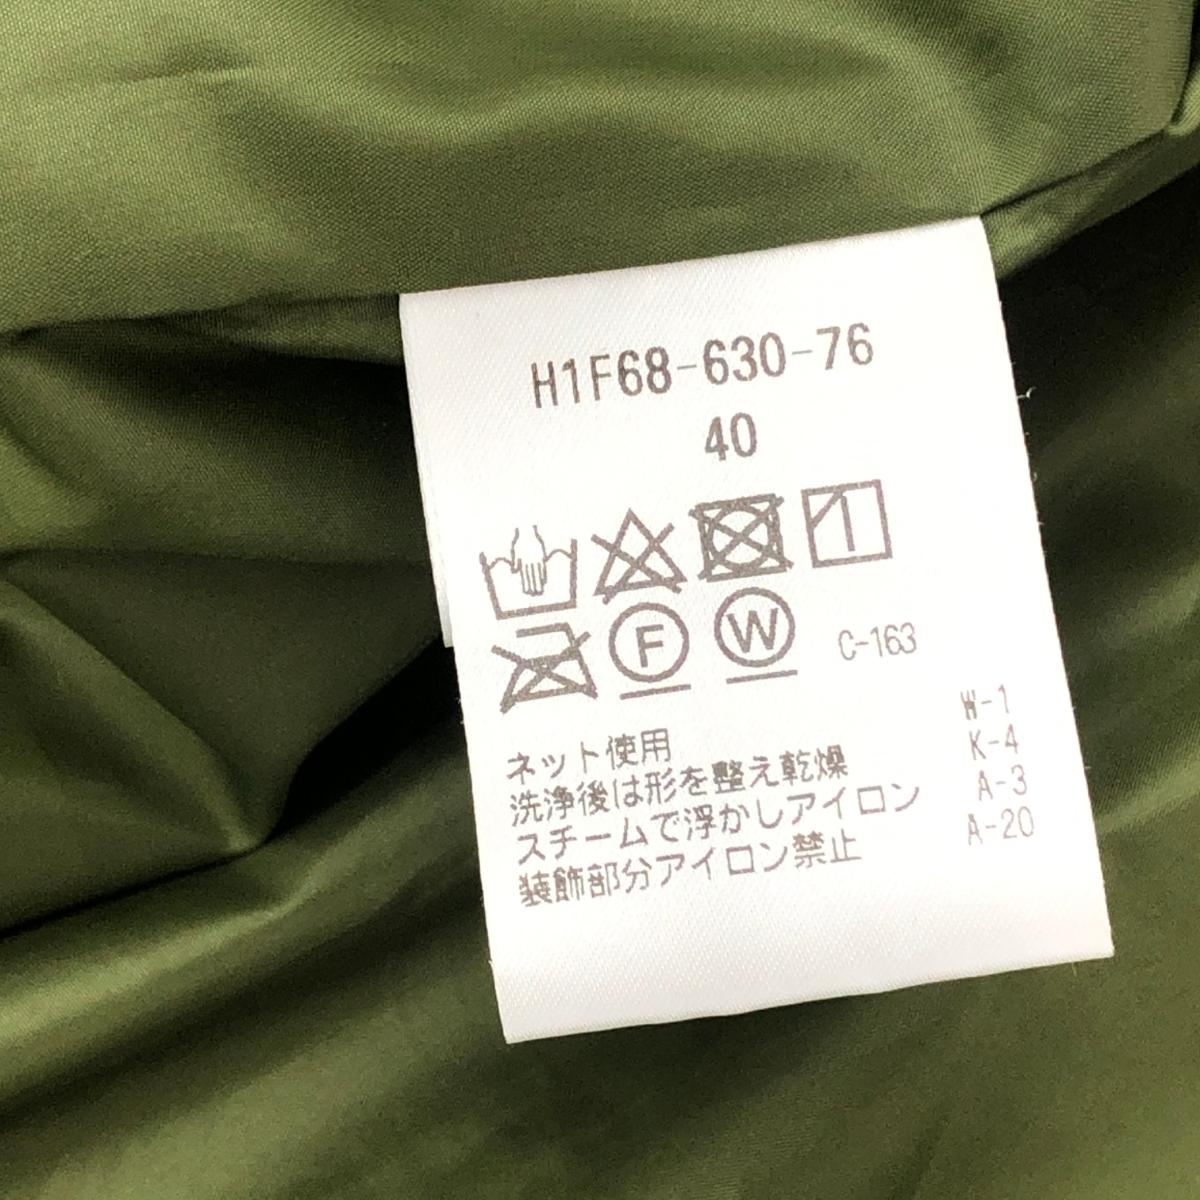 H1F68-630-76
40
F W C-163
W-1
K-4
A-3
A-20
ネット使用
洗浄後は形を整え乾燥
スチームで浮かしアイロン
装飾部分アイロン禁止